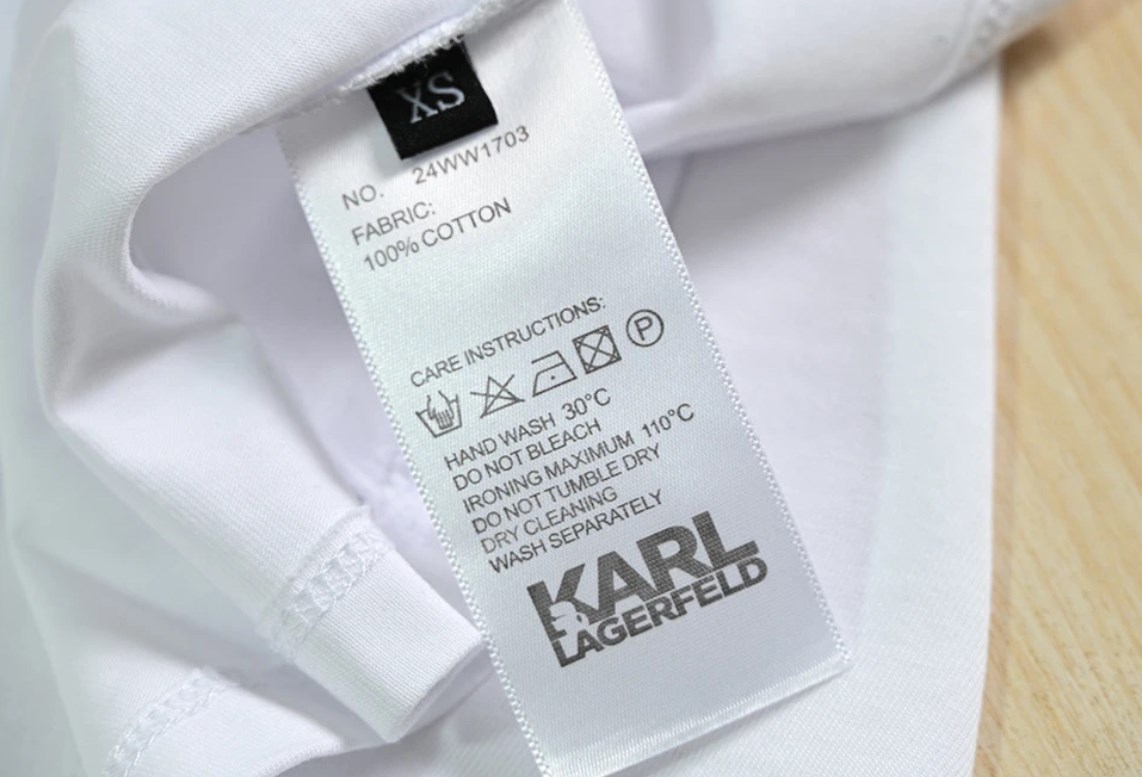 XS
NO. 24WW1703
FABRIC:
100% COTTON
CARE INSTRUCTIONS:
P
HAND WASH 30°C
DO NOT BLEACH
IRONING MAXIMUM 110°C
DO NOT TUMBLE DRY
DRY CLEANING
WASH SEPARATELY
KARL
LAGERFELD